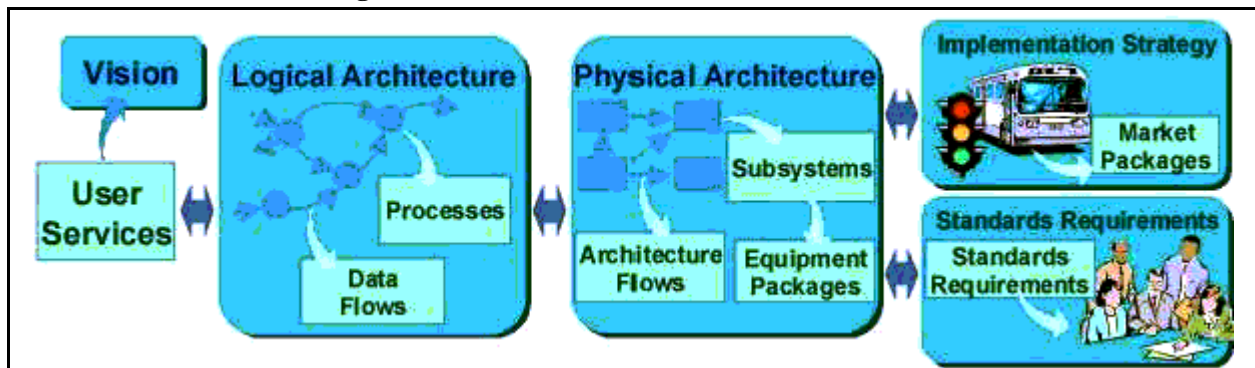 Vision
User
Services
Logical Architecture
Processes
Data
Flows
Physical Architecture
Subsystems
Architecture
Flows
Equipment
Packages
Implementation Strategy
Market
Packages
Standards Requirements
Standards
Requirements